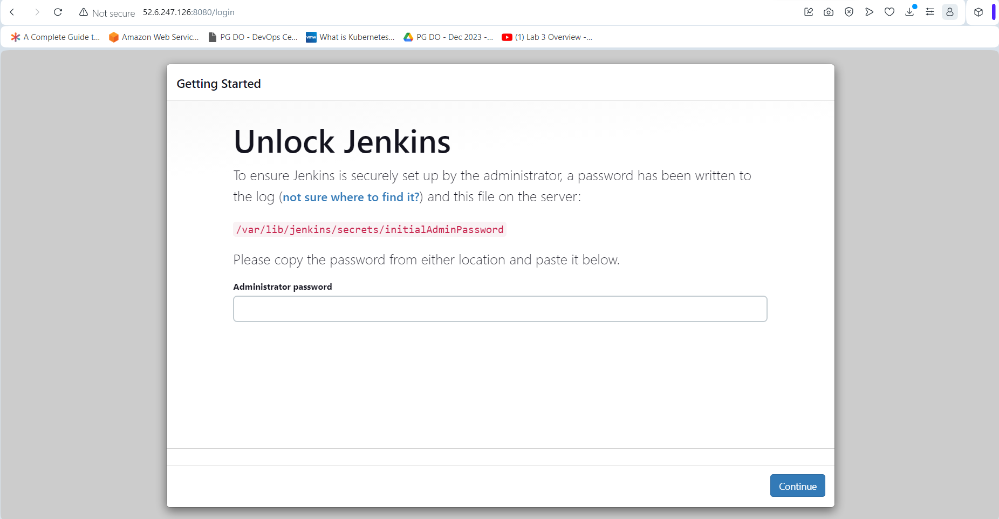 Not secure 52.6.247.126:8080/login
A Complete Guide t... Amazon Web Servic... PG DO - DevOps Ce... vmw What is Kubernetes... PG DO - Dec 2023 -... (1) Lab 3 Overview -...
Getting Started
Unlock Jenkins
To ensure Jenkins is securely set up by the administrator, a password has been written to
the log (not sure where to find it?) and this file on the server:
/var/lib/jenkins/secrets/initialAdminPassword
Please copy the password from either location and paste it below.
Administrator password
Continue